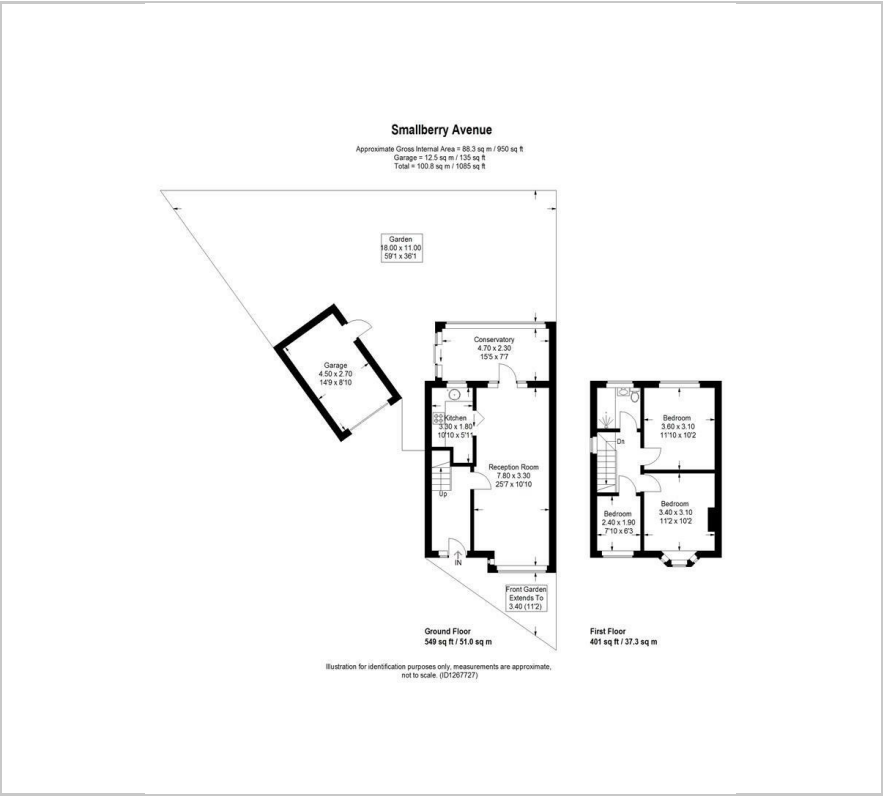 Smallberry Avenue
Approximate Gross Internal Area = 88.3 sq m / 950 sq ft
Garage = 12.5 sq m / 135 sq ft
Total = 100.8 sq m / 1085 sq ft
Garden
18.00 x 11.00
59'1 x 36'1
Conservatory
4.70 x 2.30
15'5 x 7'7
Garage
4.50 x 2.70
14'9 x 8'10
Kitchen
3.30 x 1.80
10'10 x 5'11
Reception Room
7.80 x 3.30
25'7 x 10'10
Up
IN
Front Garden
Extends To
3.40 (11'2)
Bedroom
3.60 x 3.10
11'10 x 10'2
Dn
Bedroom
3.40 x 3.10
11'2 x 10'2
Bedroom
2.40 x 1.90
7'10 x 6'3
Ground Floor
549 sq ft / 51.0 sq m
First Floor
401 sq ft / 37.3 sq m
Illustration for identification purposes only, measurements are approximate,
not to scale. (ID1267727)